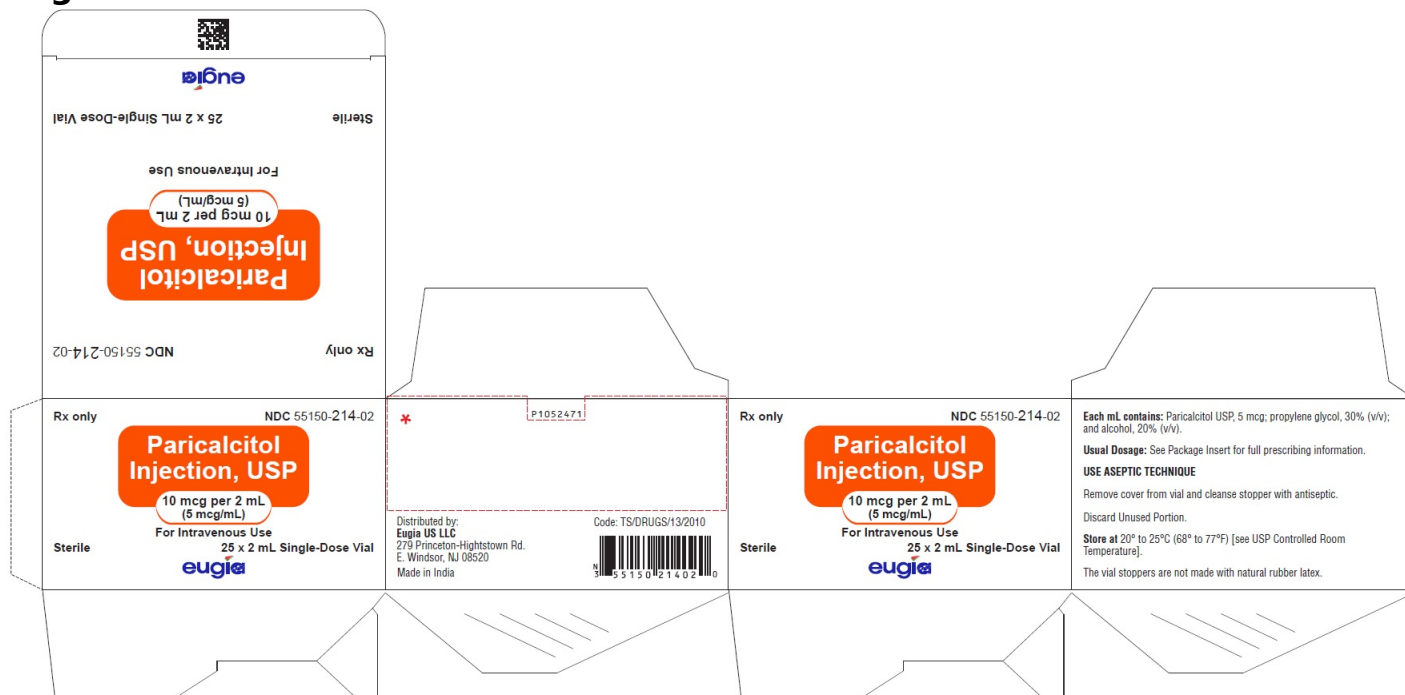 eugia
Sterile 25 x 2 mL Single-Dose Vial
For Intravenous Use
10 mcg per 2 mL
(5 mcg/mL)
Paricalcitol
Injection, USP
Rx only NDC 55150-214-02
Rx only NDC 55150-214-02
Paricalcitol
Injection, USP
10 mcg per 2 mL
(5 mcg/mL)
For Intravenous Use
Sterile 25 x 2 mL Single-Dose Vial
eugia
*
P1052471
Distributed by:
Eugia US LLC
279 Princeton-Hightstown Rd.
E. Windsor, NJ 08520
Made in India
Code: TS/DRUGS/13/2010
N
3 55150 21402 0
Rx only NDC 55150-214-02
Paricalcitol
Injection, USP
10 mcg per 2 mL
(5 mcg/mL)
For Intravenous Use
Sterile 25 x 2 mL Single-Dose Vial
eugia
Each mL contains: Paricalcitol USP, 5 mcg; propylene glycol, 30% (v/v);
and alcohol, 20% (v/v).
Usual Dosage: See Package Insert for full prescribing information.
USE ASEPTIC TECHNIQUE
Remove cover from vial and cleanse stopper with antiseptic.
Discard Unused Portion.
Store at 20° to 25°C (68° to 77°F) [see USP Controlled Room
Temperature].
The vial stoppers are not made with natural rubber latex.